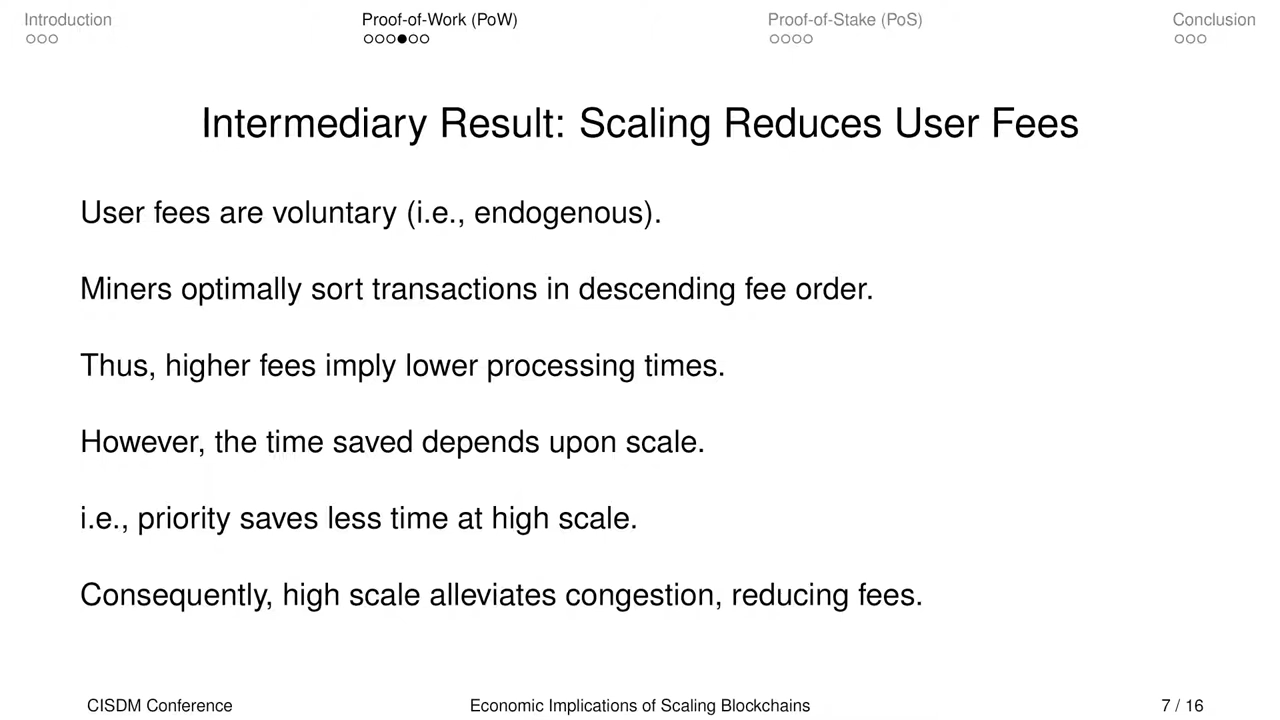 Introduction
Proof-of-Work (PoW)
Proof-of-Stake (PoS)
Conclusion
Intermediary Result: Scaling Reduces User Fees
User fees are voluntary (i.e., endogenous).
Miners optimally sort transactions in descending fee order.
Thus, higher fees imply lower processing times.
However, the time saved depends upon scale.
i.e., priority saves less time at high scale.
Consequently, high scale alleviates congestion, reducing fees.
CISDM Conference
Economic Implications of Scaling Blockchains
7 / 16